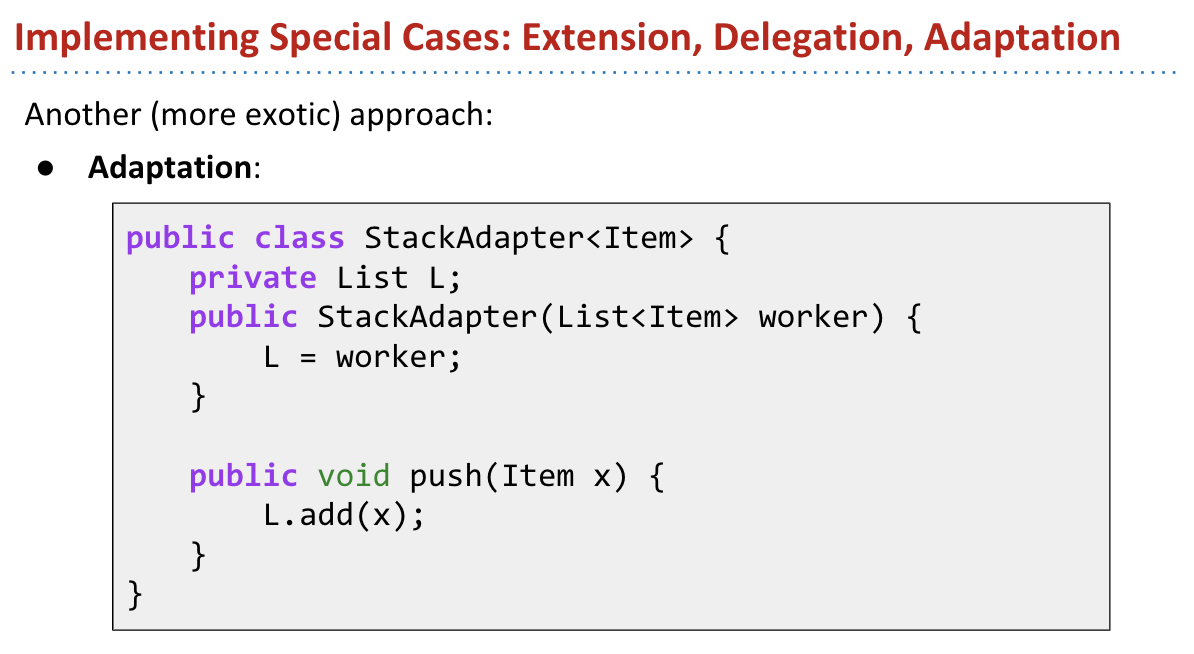 Implementing Special Cases: Extension, Delegation, Adaptation
Another (more exotic) approach:
● Adaptation:
public class StackAdapter<Item> {
    private List L;
    public StackAdapter(List<Item> worker) {
        L = worker;
    }

    public void push(Item x) {
        L.add(x);
    }
}